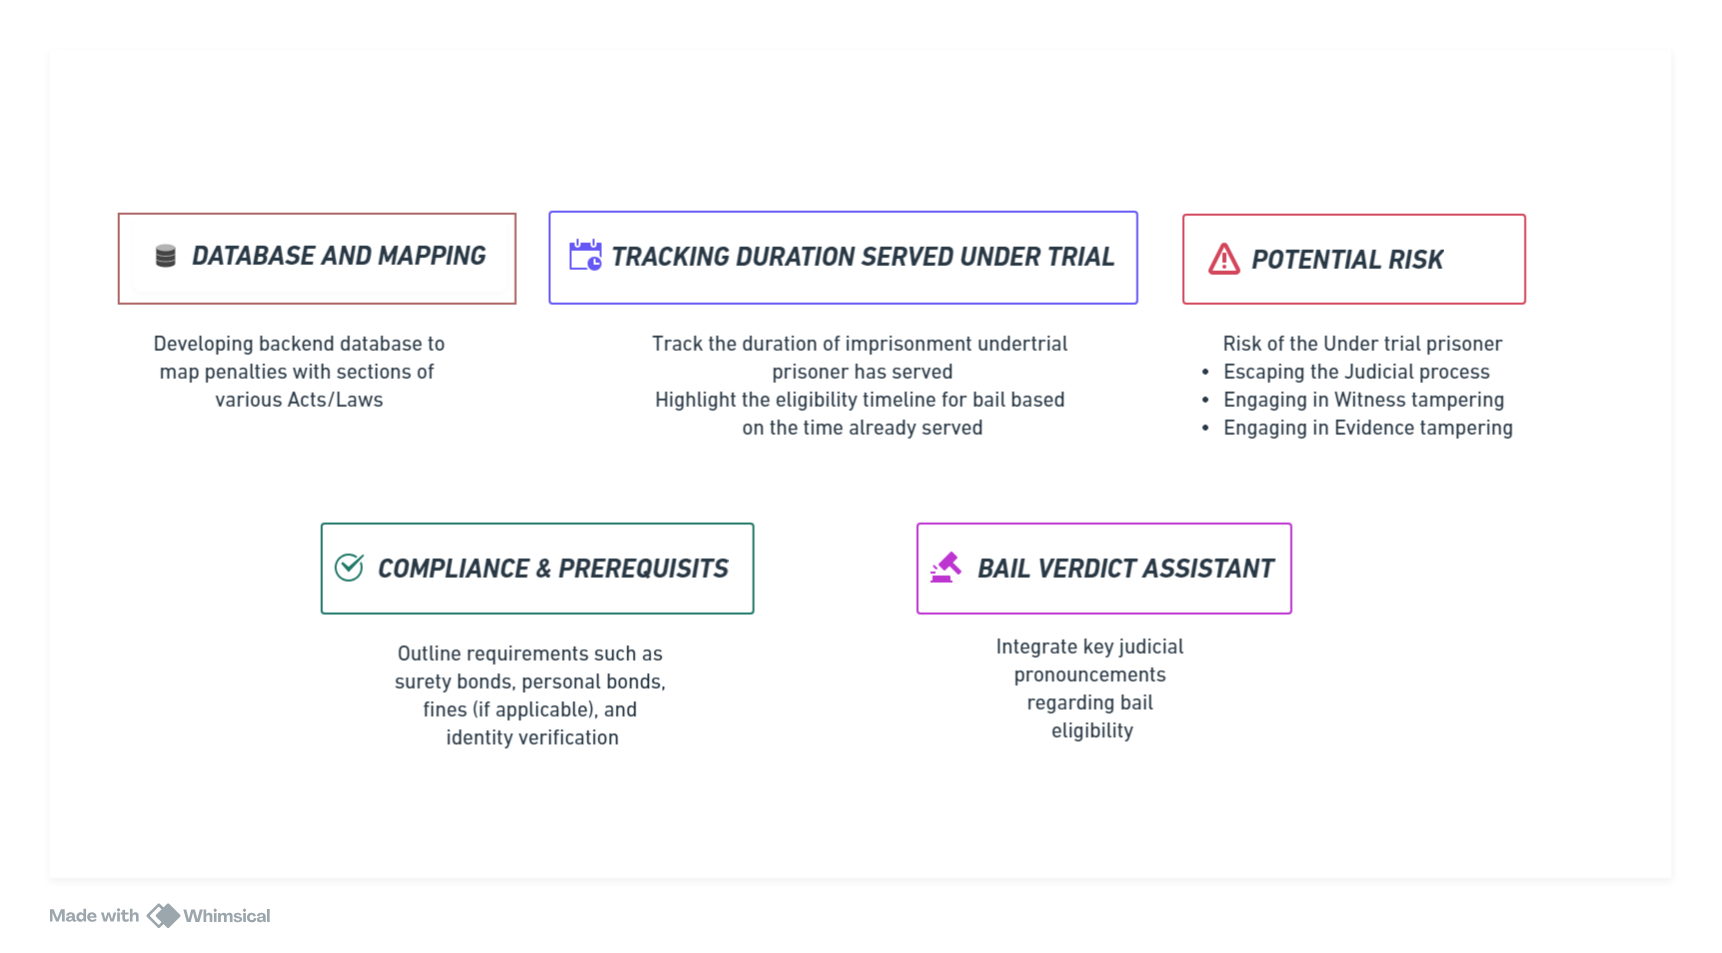 DATABASE AND MAPPING
Developing backend database to
map penalties with sections of
various Acts/Laws
TRACKING DURATION SERVED UNDER TRIAL
Track the duration of imprisonment undertrial
prisoner has served
Highlight the eligibility timeline for bail based
on the time already served
POTENTIAL RISK
Risk of the Under trial prisoner
• Escaping the Judicial process
• Engaging in Witness tampering
• Engaging in Evidence tampering
COMPLIANCE & PREREQUISITS
Outline requirements such as
surety bonds, personal bonds,
fines (if applicable), and
identity verification
BAIL VERDICT ASSISTANT
Integrate key judicial
pronouncements
regarding bail
eligibility
Made with Whimsical